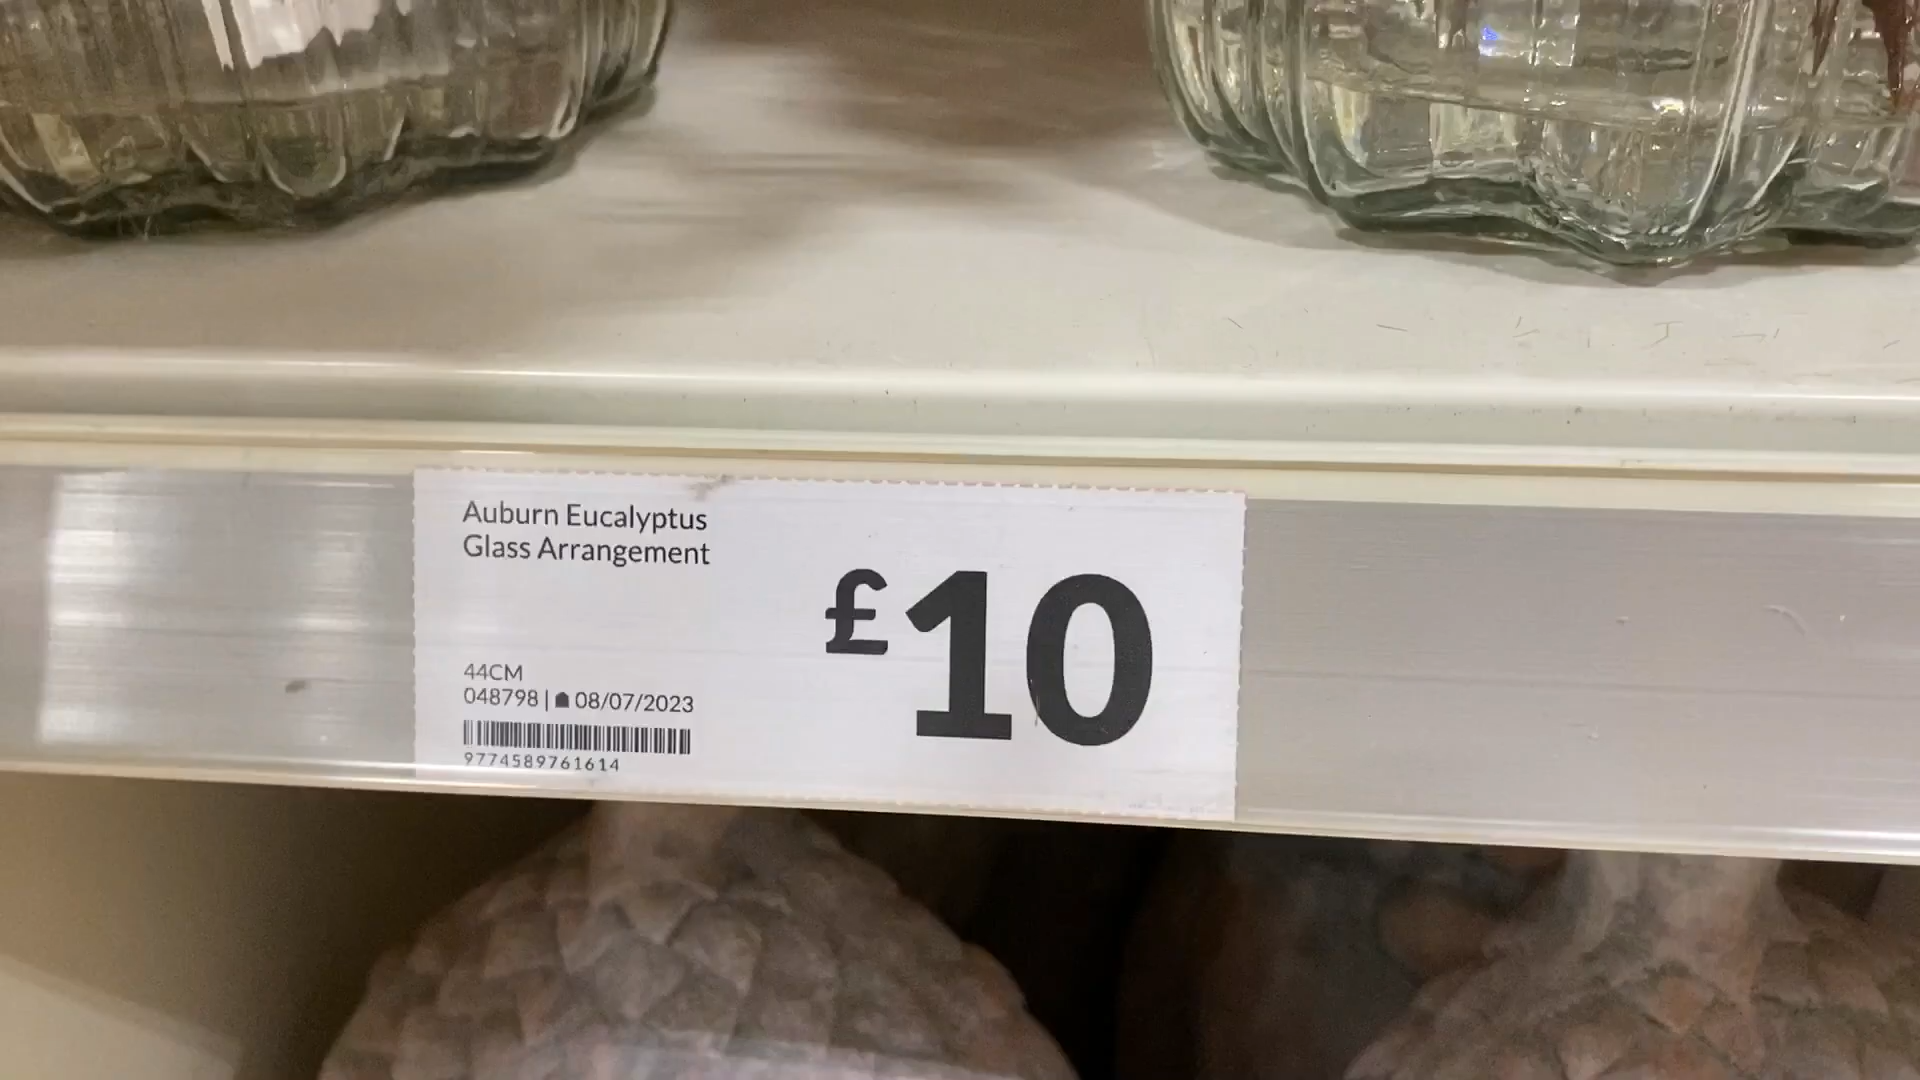 Auburn Eucalyptus
Glass Arrangement
£10
44CM
048798 | 08/07/2023
9774589761614